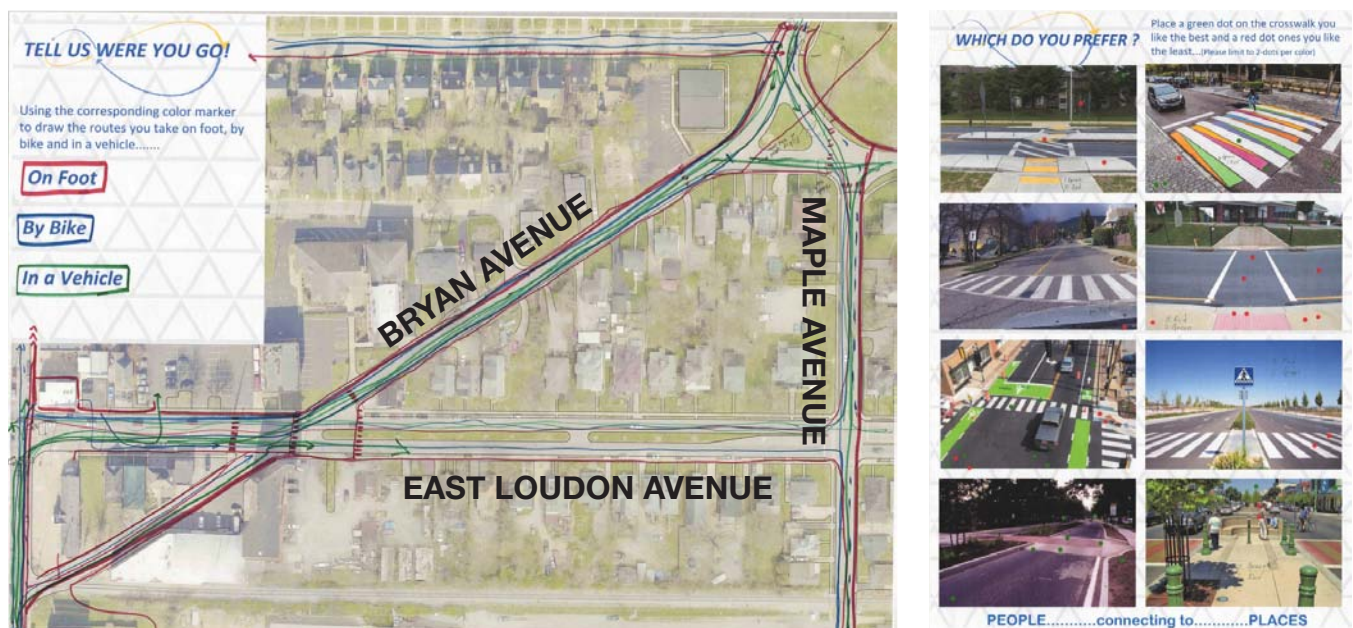 TELL US WERE YOU GO!
Using the corresponding color marker
to draw the routes you take on foot, by
bike and in a vehicle.......
On Foot
By Bike
In a Vehicle
BRYAN AVENUE
MAPLE AVENUE
EAST LOUDON AVENUE
WHICH DO YOU PREFER ?
Place a green dot on the crosswalk you
like the best and a red dot ones you like
the least...(Please limit to 2-dots per color)
PEOPLE...........connecting to............PLACES